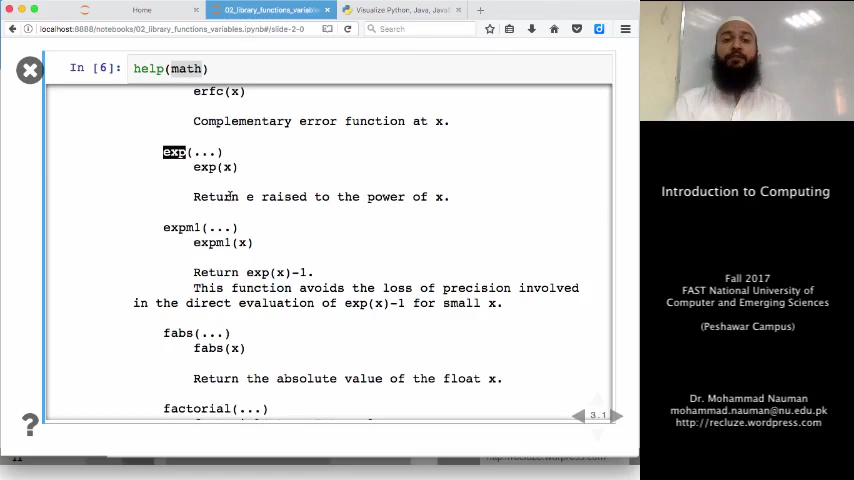 Home
02_library_functions_variables
Visualize Python, Java, JavaS
localhost:8888/notebooks/02_library_functions_variables.ipynb#/slide-2-0
Search
In [6]:
help(math)
erfc(x)
Complementary error function at x.
exp(...)
exp(x)
Return e raised to the power of x.
expm1(...)
expm1(x)
Return exp(x)-1.
This function avoids the loss of precision involved
in the direct evaluation of exp(x)-1 for small x.
fabs(...)
fabs(x)
Return the absolute value of the float x.
factorial(...)
3.1
?
Introduction to Computing
Fall 2017
FAST National University of
Computer and Emerging Sciences
(Peshawar Campus)
Dr. Mohammad Nauman
mohammad.nauman@nu.edu.pk
http://recluze.wordpress.com